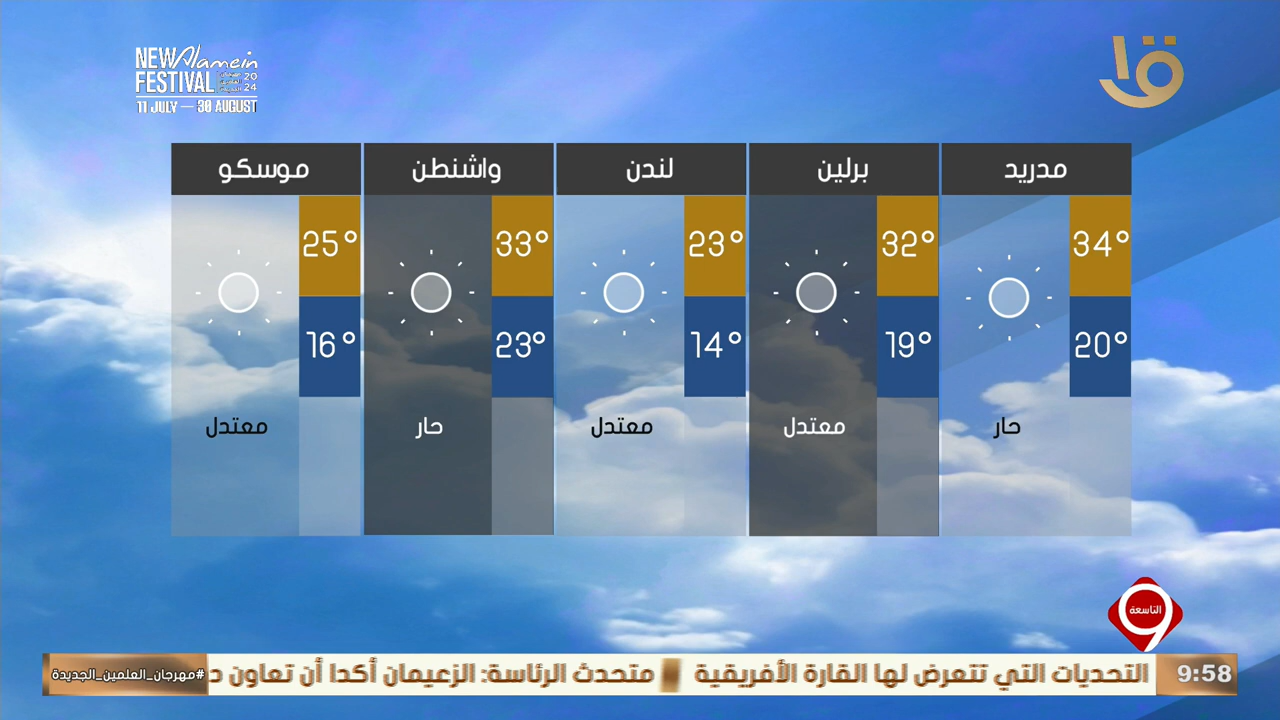 NEW Alamein
FESTIVAL 20
24
11 JULY — 30 AUGUST
مدريد
برلين
لندن
واشنطن
موسكو
34°
32°
23°
33°
25°
20°
19°
14°
23°
16°
حار
معتدل
معتدل
حار
معتدل
التاسعة
9
9:58
التحديات التي تتعرض لها القارة الأفريقية
متحدث الرئاسة: الزعيمان أكدا أن تعاون د
#مهرجان_العلمين_الجديدة